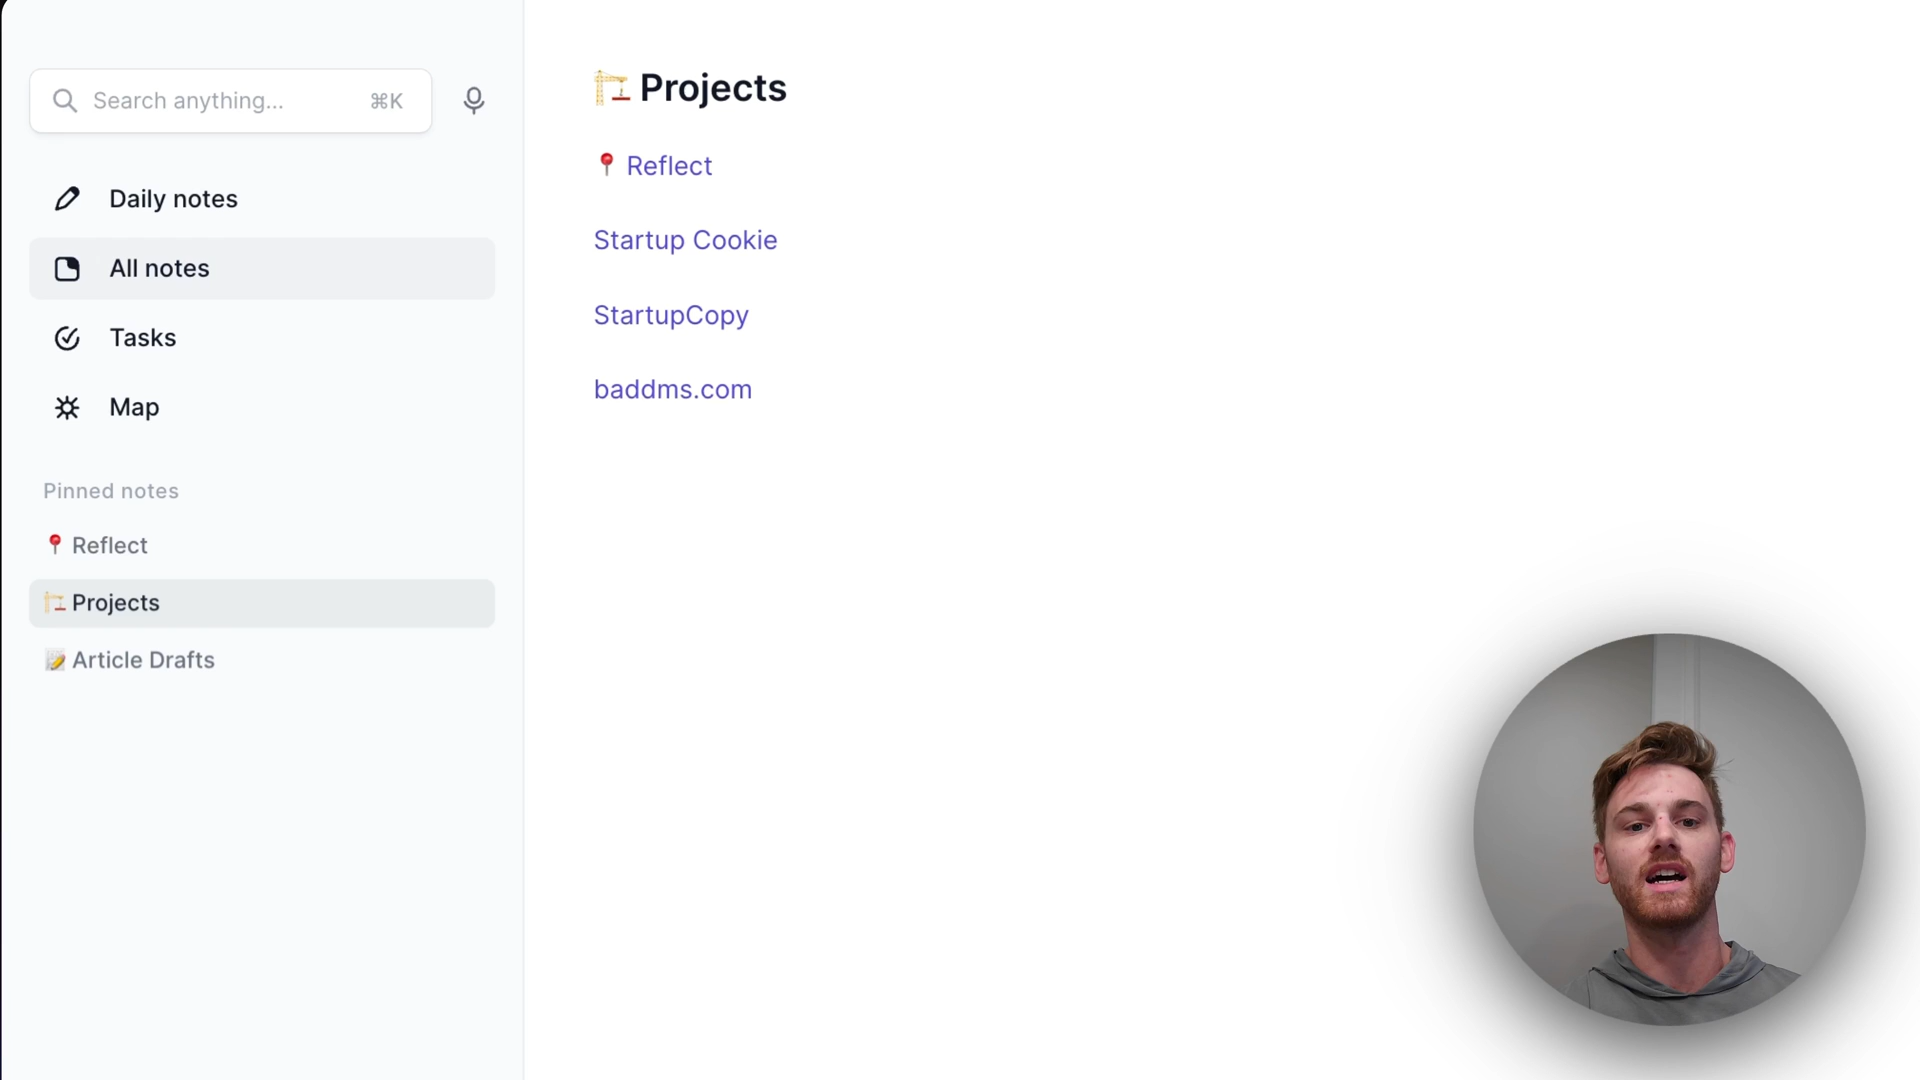 Search anything... ⌘K
Daily notes
All notes
Tasks
Map
Pinned notes
📍 Reflect
🏗️ Projects
📝 Article Drafts
🏗️ Projects
📍 Reflect
Startup Cookie
StartupCopy
baddms.com